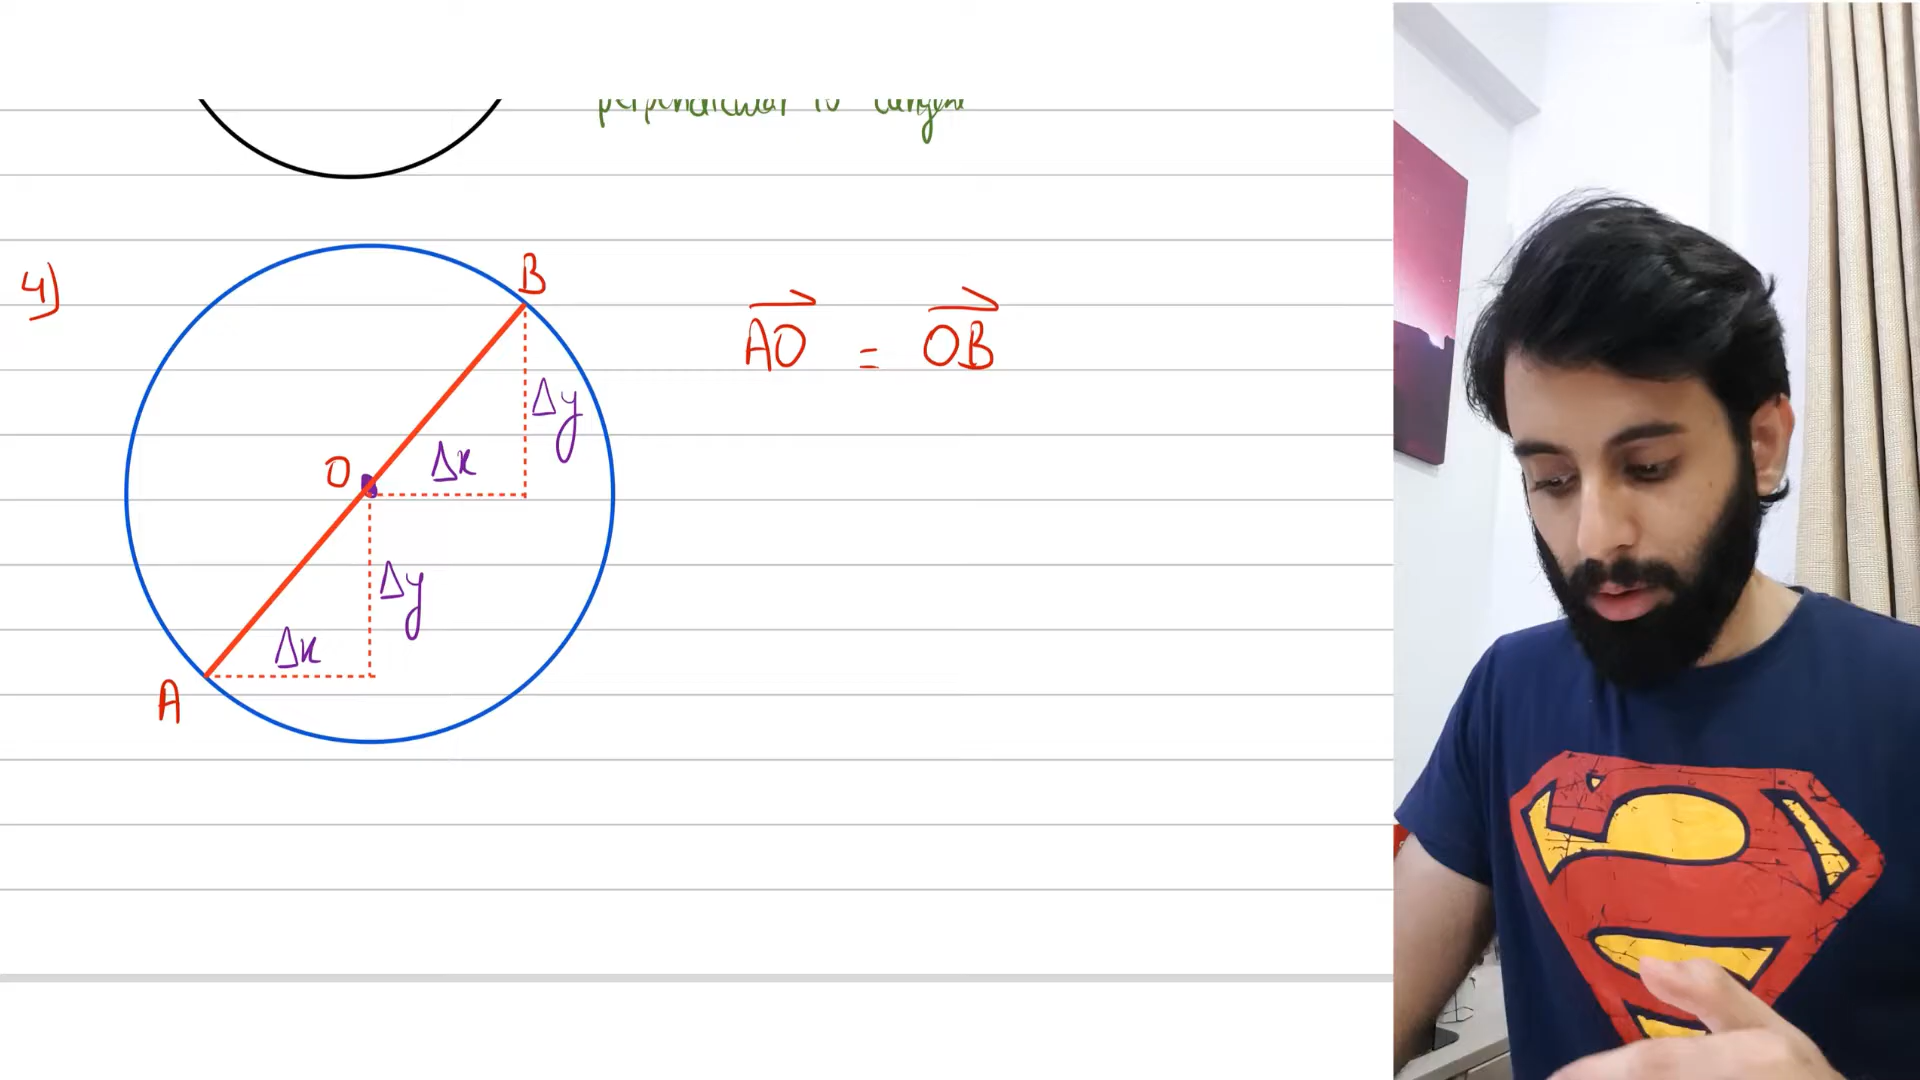 perpendicular to tangent
4)
B
AO = OB
Δy
O
Δx
Δy
Δx
A